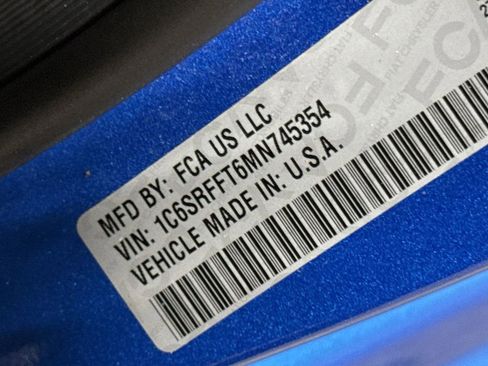 MFD BY: FCA US LLC
VIN: 1C6SRFFT6MN745354
VEHICLE MADE IN: U.S.A.